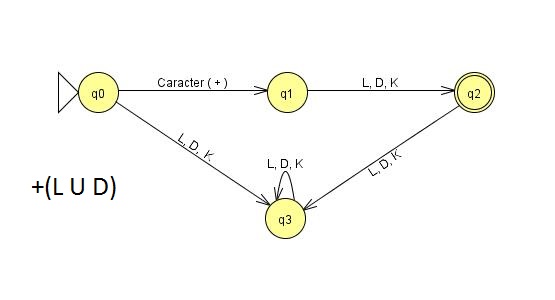 Caracter ( + )
L, D, K
q0
q1
q2
L, D, K
L, D, K
L, D, K
+(L U D)
q3